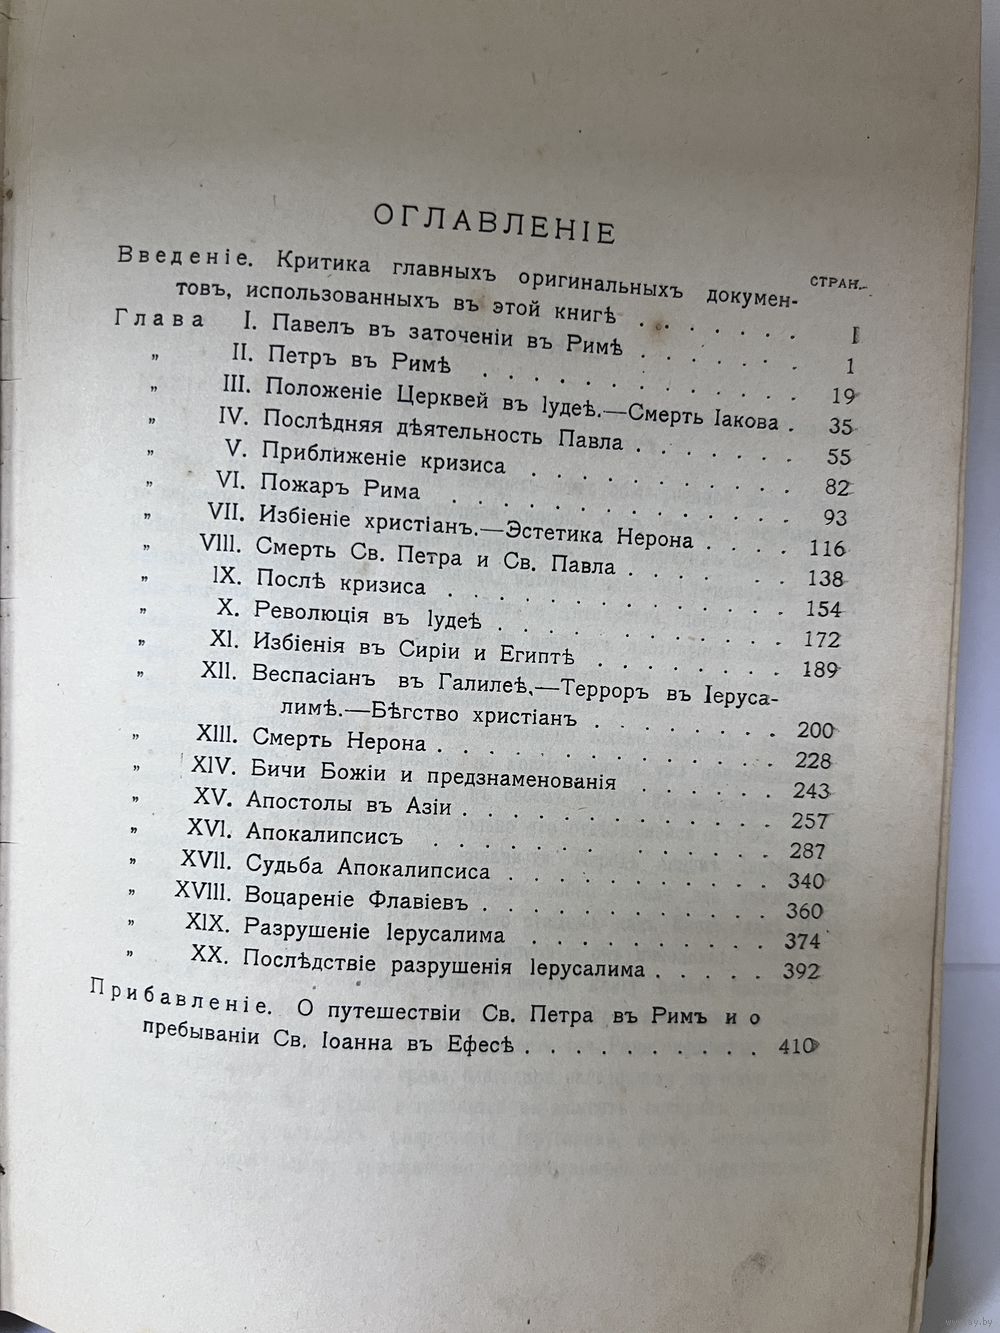 ОГЛАВЛЕНІЕ
СТРАН.
Введеніе. Критика главныхъ оригинальныхъ докумен-
товъ, использованныхъ въ этой книгѣ . . . . . . . I
Глава I. Павелъ въ заточеніи въ Римѣ . . . . . . . 1
„ II. Петръ въ Римѣ . . . . . . . . . . . . 19
„ III. Положеніе Церквей въ Іудеѣ.—Смерть Іакова . 35
„ IV. Послѣдняя дѣятельность Павла . . . . . . . 55
„ V. Приближеніе кризиса . . . . . . . . . . 82
„ VI. Пожаръ Рима . . . . . . . . . . . . 93
„ VII. Избіеніе христіанъ.—Эстетика Нерона . . . . 116
„ VIII. Смерть Св. Петра и Св. Павла . . . . . . . 138
„ IX. Послѣ кризиса . . . . . . . . . . . . 154
„ X. Революція въ Іудеѣ . . . . . . . . . . . 172
„ XI. Избіенія въ Сиріи и Египтѣ . . . . . . . . 189
„ XII. Веспасіанъ въ Галилеѣ.—Терроръ въ Іеруса-
лимѣ.—Бѣгство христіанъ . . . . . . . . 200
„ XIII. Смерть Нерона . . . . . . . . . . . . . 228
„ XIV. Бичи Божіи и предзнаменованія . . . . . . 243
„ XV. Апостолы въ Азіи . . . . . . . . . . . . 257
„ XVI. Апокалипсисъ . . . . . . . . . . . . . 287
„ XVII. Судьба Апокалипсиса . . . . . . . . . . . 340
„ XVIII. Воцареніе Флавіевъ . . . . . . . . . . . 360
„ XIX. Разрушеніе Іерусалима . . . . . . . . . . 374
„ XX. Послѣдствіе разрушенія Іерусалима . . . . . 392
Прибавленіе. О путешествіи Св. Петра въ Римъ и о
пребываніи Св. Іоанна въ Ефесѣ . . . . . . . . . 410